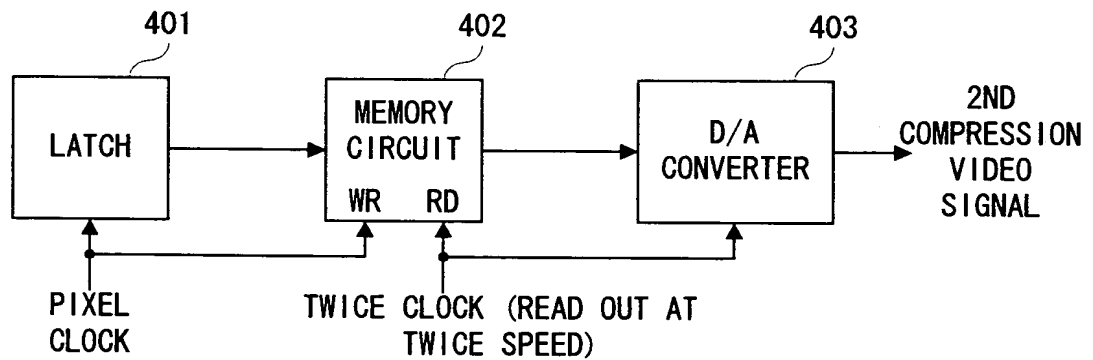 401
402
403
LATCH
MEMORY
CIRCUIT
WR RD
D/A
CONVERTER
2ND
COMPRESSION
VIDEO
SIGNAL
PIXEL
CLOCK
TWICE CLOCK (READ OUT AT
TWICE SPEED)